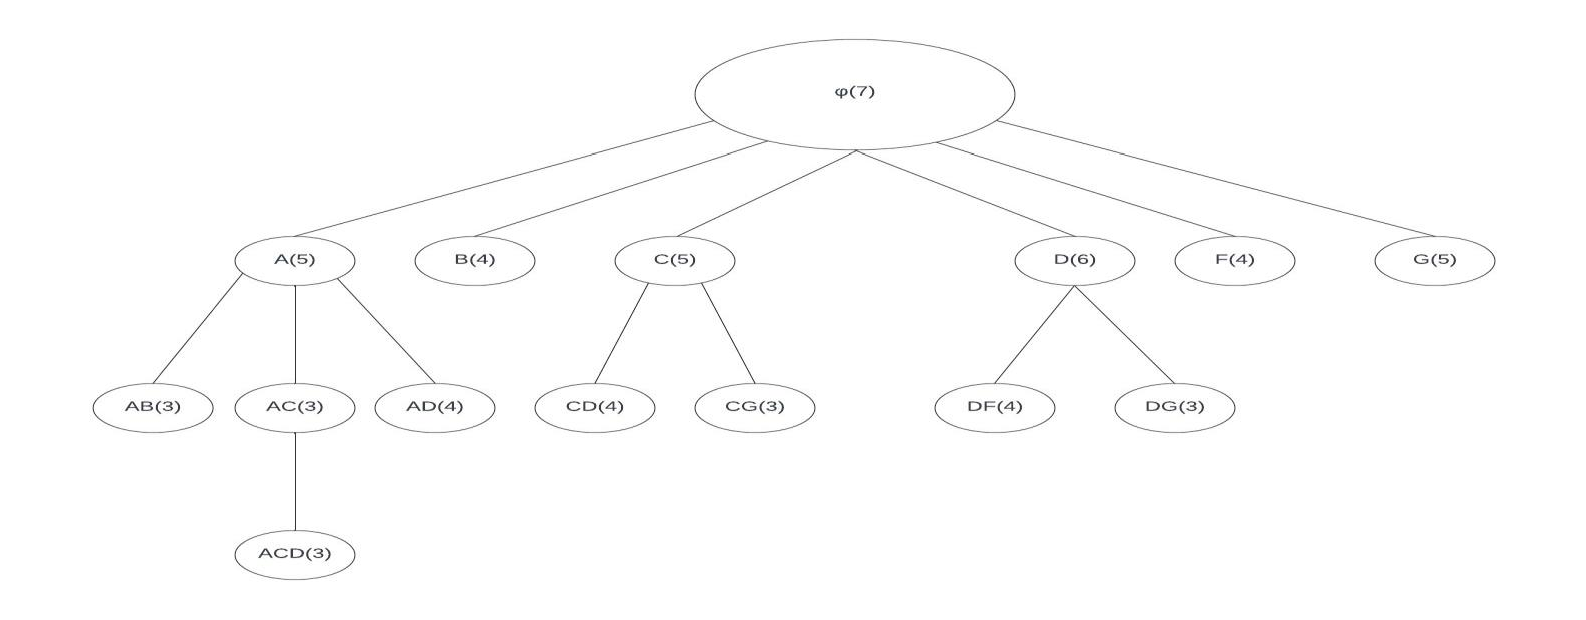 φ(7)
A(5)
B(4)
C(5)
D(6)
F(4)
G(5)
AB(3)
AC(3)
AD(4)
CD(4)
CG(3)
DF(4)
DG(3)
ACD(3)